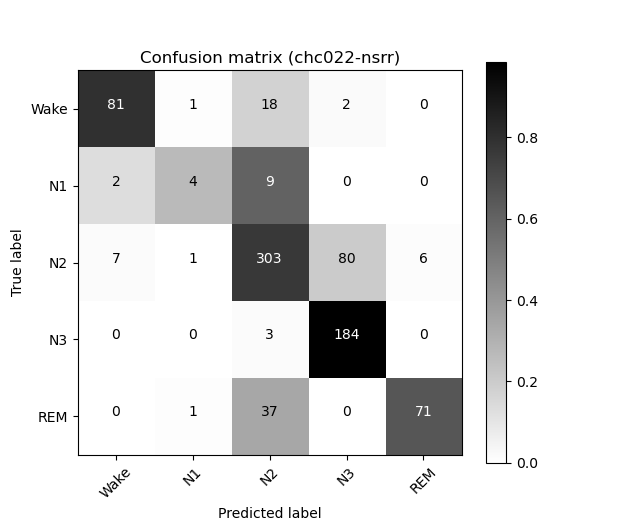 Confusion matrix (chc022-nsrr)
Wake 81 1 18 2 0
N1 2 4 9 0 0
N2 7 1 303 80 6
N3 0 0 3 184 0
REM 0 1 37 0 71
Wake N1 N2 N3 REM
True label
Predicted label
0.8
0.6
0.4
0.2
0.0